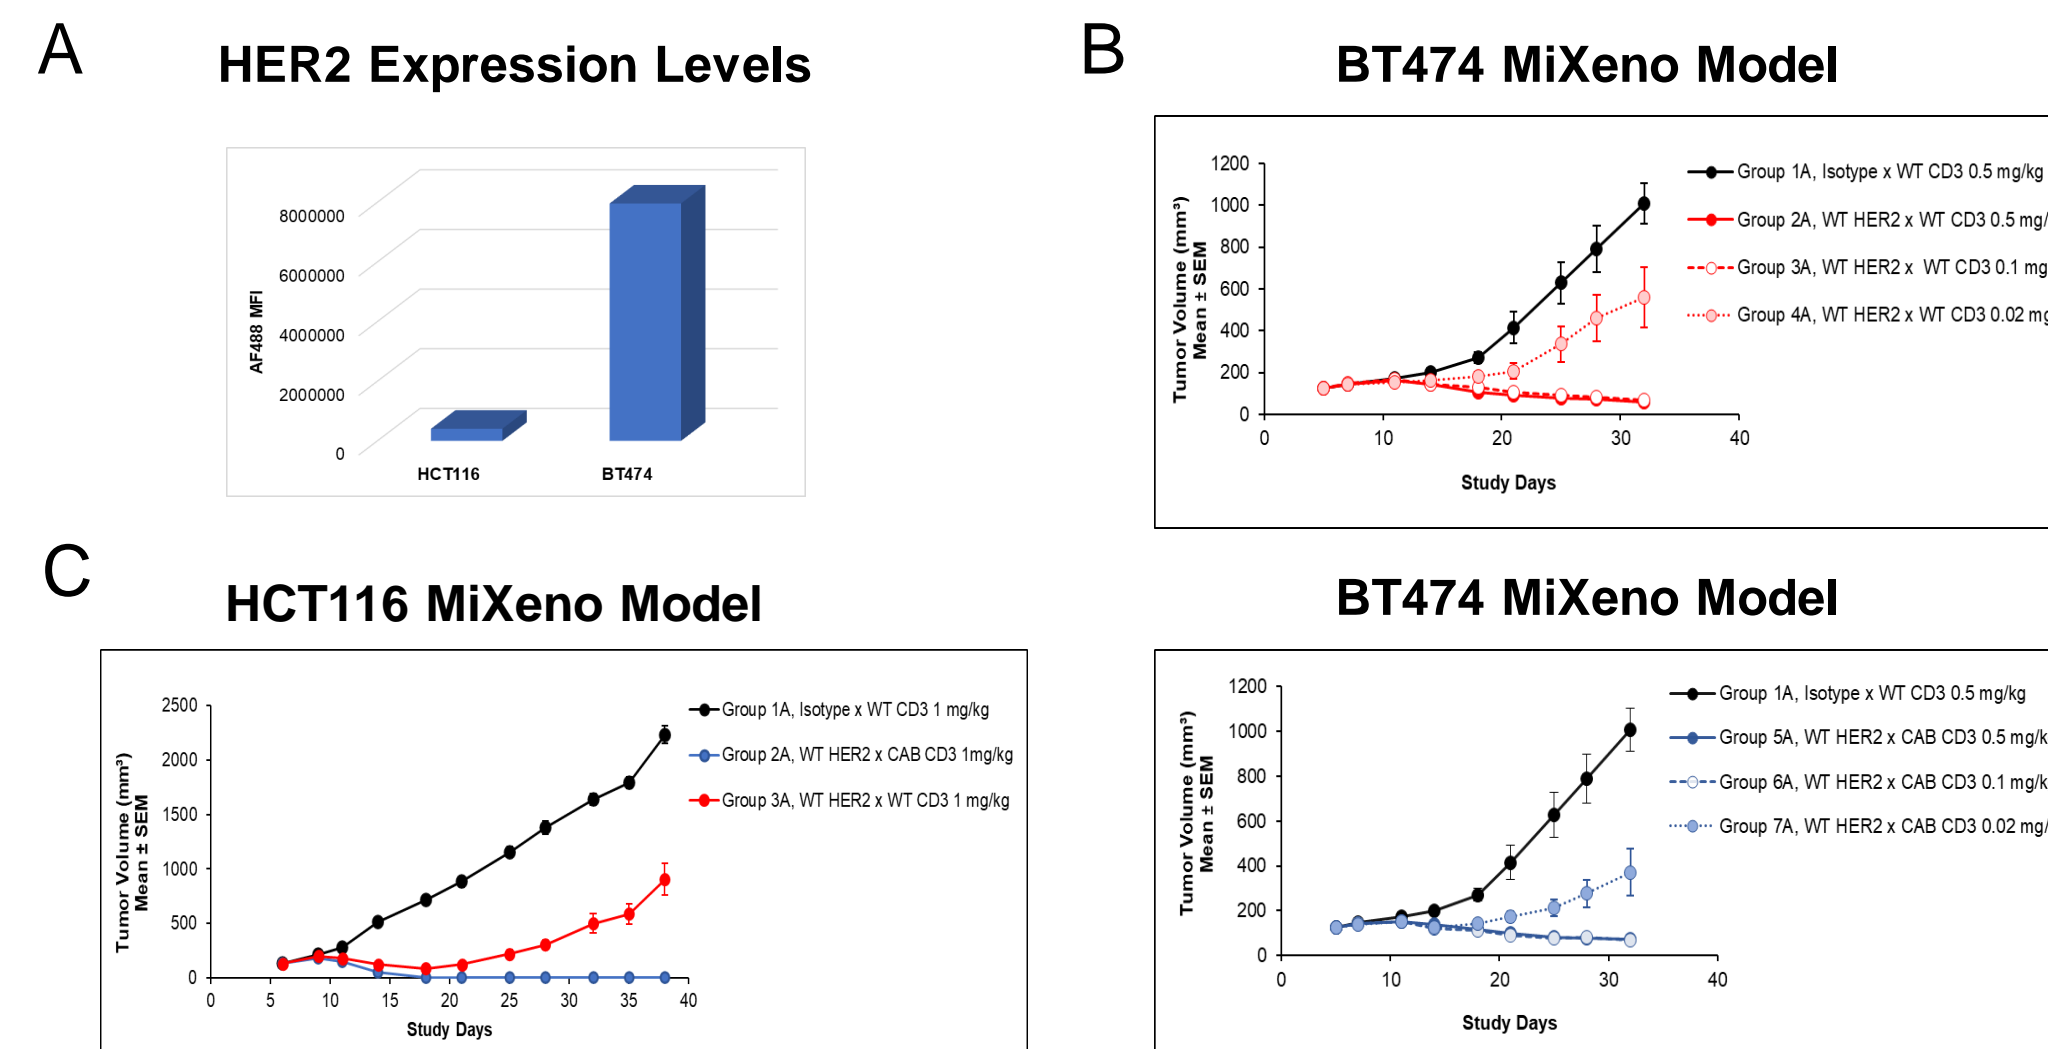 A
HER2 Expression Levels
AF488 MFI
8000000
6000000
4000000
2000000
0
HCT116
BT474
B
BT474 MiXeno Model
Tumor Volume (mm³)
Mean ± SEM
1200
1000
800
600
400
200
0
0 10 20 30 40
Study Days
Group 1A, Isotype x WT CD3 0.5 mg/kg
Group 2A, WT HER2 x WT CD3 0.5 mg/
Group 3A, WT HER2 x WT CD3 0.1 mg
Group 4A, WT HER2 x WT CD3 0.02 mg
C
HCT116 MiXeno Model
Tumor Volume (mm³)
Mean ± SEM
2500
2000
1500
1000
500
0
0 5 10 15 20 25 30 35 40
Study Days
Group 1A, Isotype x WT CD3 1 mg/kg
Group 2A, WT HER2 x CAB CD3 1mg/kg
Group 3A, WT HER2 x WT CD3 1 mg/kg
BT474 MiXeno Model
Tumor Volume (mm³)
Mean ± SEM
1200
1000
800
600
400
200
0
0 10 20 30 40
Study Days
Group 1A, Isotype x WT CD3 0.5 mg/kg
Group 5A, WT HER2 x CAB CD3 0.5 mg/k
Group 6A, WT HER2 x CAB CD3 0.1 mg/k
Group 7A, WT HER2 x CAB CD3 0.02 mg/